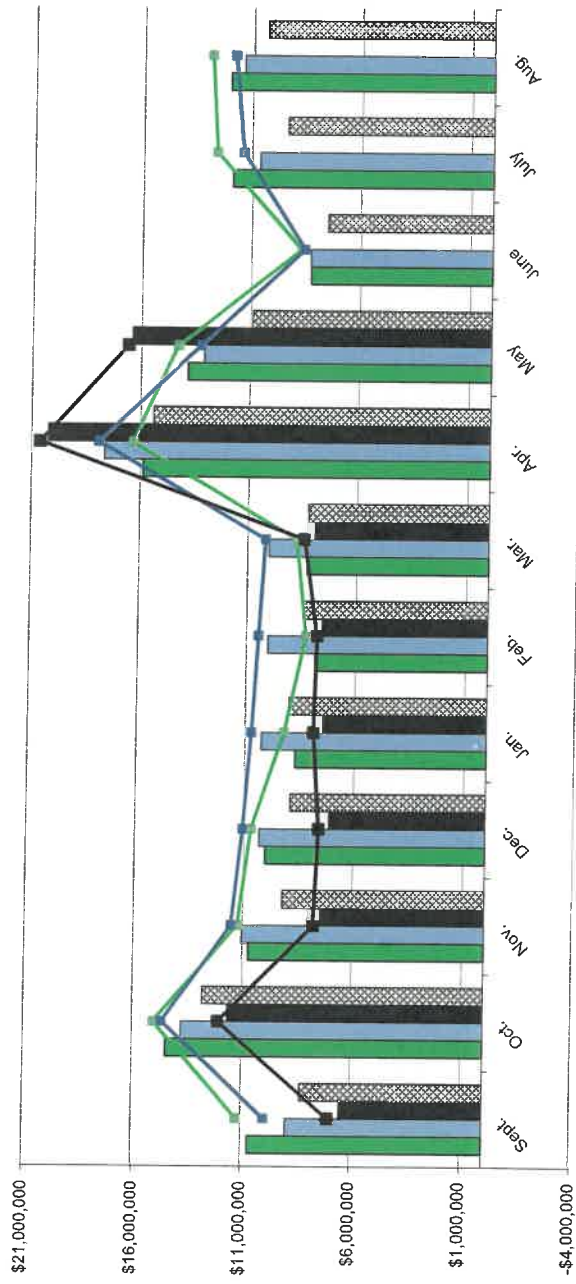 $21,000,000
$16,000,000
$11,000,000
$6,000,000
$1,000,000
-$4,000,000
Sept.
Oct.
Nov.
Dec.
Jan.
Feb.
Mar.
Apr.
May
June
July
Aug.